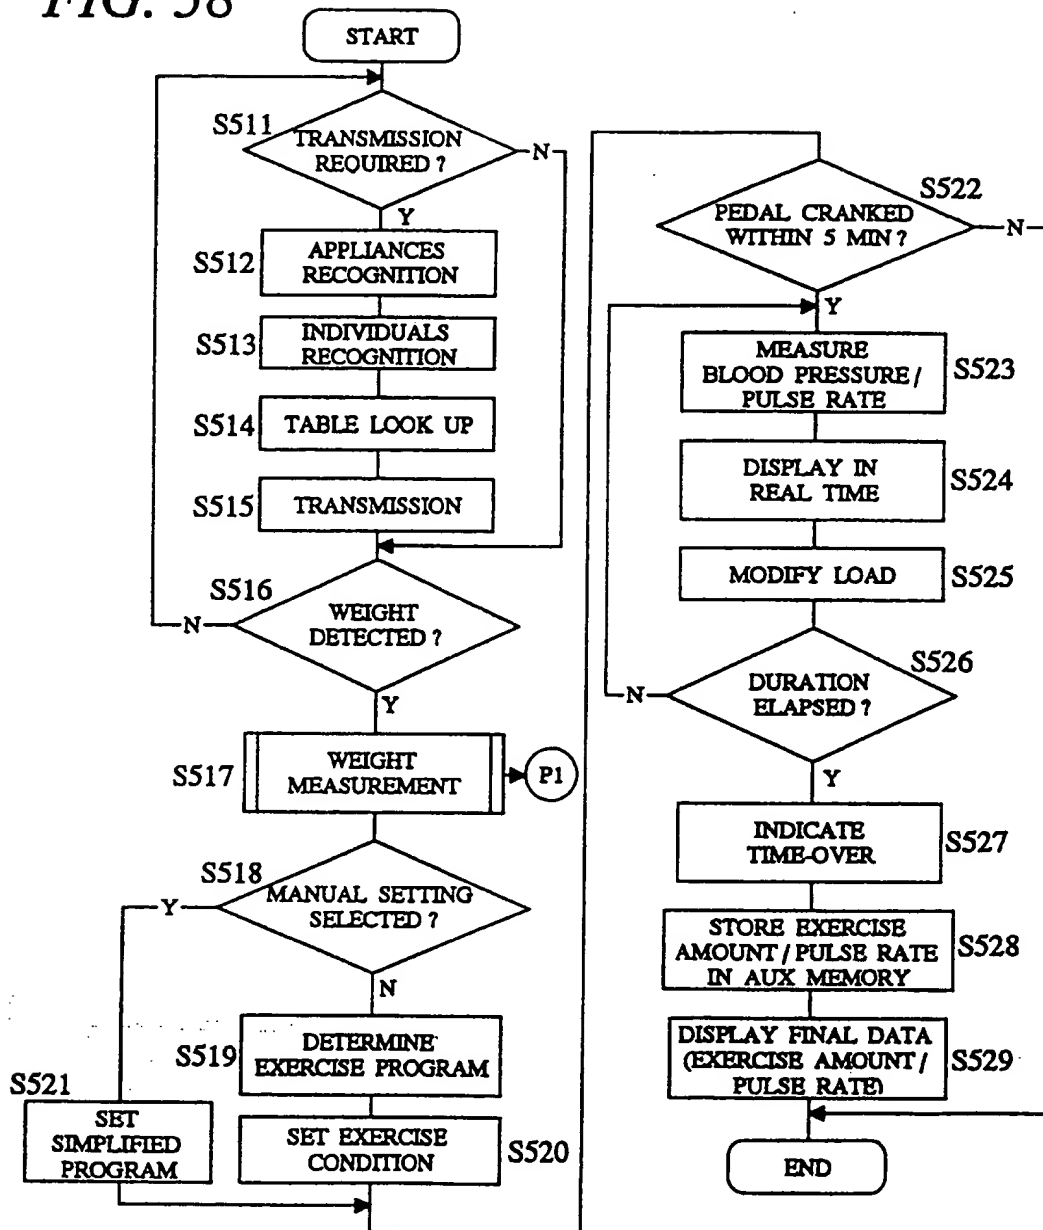 FIG. 58
START
S511
TRANSMISSION
REQUIRED ?
N
Y
S512
APPLIANCES
RECOGNITION
S513
INDIVIDUALS
RECOGNITION
S514
TABLE LOOK UP
S515
TRANSMISSION
S516
WEIGHT
DETECTED ?
N
Y
S517
WEIGHT
MEASUREMENT
P1
S518
MANUAL SETTING
SELECTED ?
Y
N
S519
DETERMINE
EXERCISE PROGRAM
S521
SET
SIMPLIFIED
PROGRAM
SET EXERCISE
CONDITION
S520
S522
PEDAL CRANKED
WITHIN 5 MIN ?
N
Y
MEASURE
BLOOD PRESSURE /
PULSE RATE
S523
DISPLAY IN
REAL TIME
S524
MODIFY LOAD
S525
S526
DURATION
ELAPSED ?
N
Y
INDICATE
TIME-OVER
S527
STORE EXERCISE
AMOUNT / PULSE RATE
IN AUX MEMORY
S528
DISPLAY FINAL DATA
(EXERCISE AMOUNT /
PULSE RATE)
S529
END